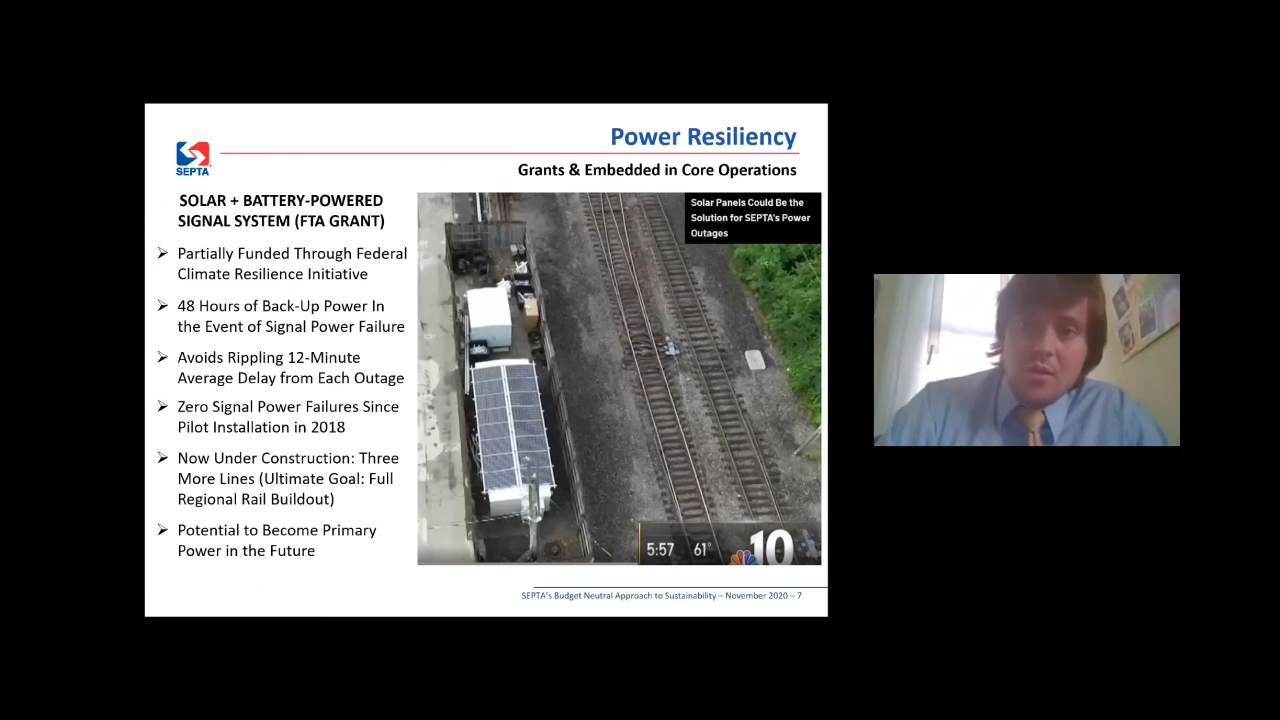 Power Resiliency
SEPTA
Grants & Embedded in Core Operations
SOLAR + BATTERY-POWERED
SIGNAL SYSTEM (FTA GRANT)
Partially Funded Through Federal
Climate Resilience Initiative
48 Hours of Back-Up Power In
the Event of Signal Power Failure
Avoids Rippling 12-Minute
Average Delay from Each Outage
Zero Signal Power Failures Since
Pilot Installation in 2018
Now Under Construction: Three
More Lines (Ultimate Goal: Full
Regional Rail Buildout)
Potential to Become Primary
Power in the Future
Solar Panels Could Be the
Solution for SEPTA's Power
Outages
5:57 61° 10
SEPTA's Budget Neutral Approach to Sustainability – November 2020 – 7